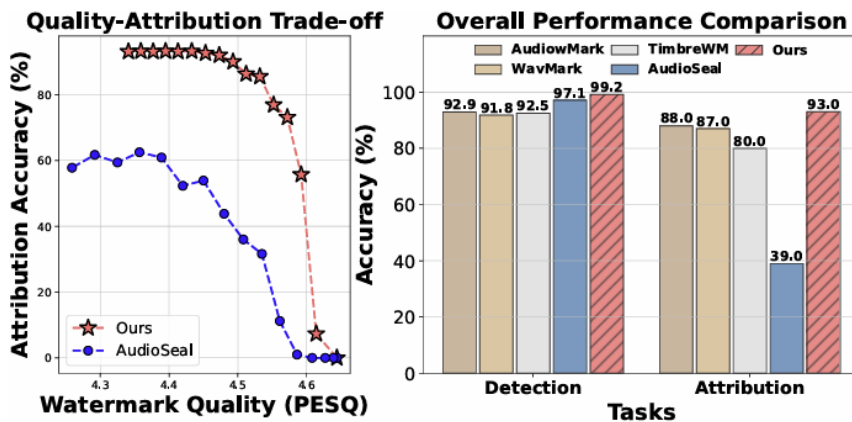 Quality-Attribution Trade-off
Attribution Accuracy (%)
80
60
40
20
0
Ours
AudioSeal
4.3 4.4 4.5 4.6
Watermark Quality (PESQ)
Overall Performance Comparison
AudiowMark TimbreWM Ours
WavMark AudioSeal
Accuracy (%)
100
80
60
40
20
0
92.9 91.8 92.5 97.1 99.2
88.0 87.0 80.0 39.0 93.0
Detection Attribution
Tasks